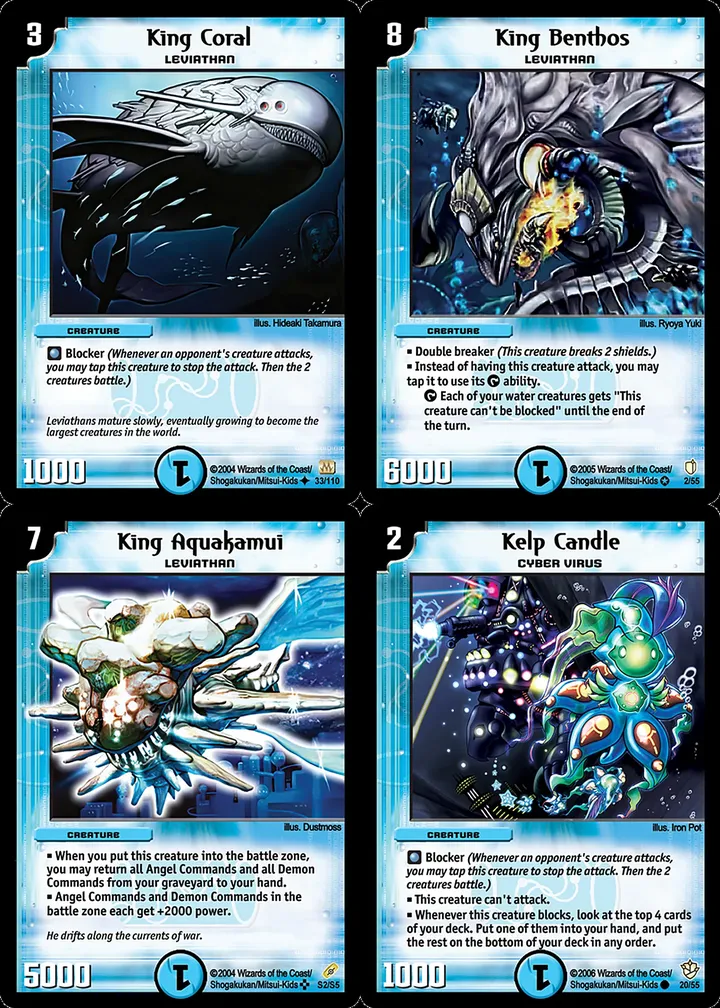 3
King Coral
LEVIATHAN
illus. Hideaki Takamura
CREATURE
Blocker (Whenever an opponent's creature attacks,
you may tap this creature to stop the attack. Then the 2
creatures battle.)
Leviathans mature slowly, eventually growing to become the
largest creatures in the world.
1000
©2004 Wizards of the Coast/
Shogakukan/Mitsui-Kids 33/110
8
King Benthos
LEVIATHAN
illus. Ryoya Yuki
CREATURE
▪ Double breaker (This creature breaks 2 shields.)
▪ Instead of having this creature attack, you may
tap it to use its ability.
Each of your water creatures gets "This
creature can't be blocked" until the end of
the turn.
6000
©2005 Wizards of the Coast/
Shogakukan/Mitsui-Kids 2/55
7
King Aquakamui
LEVIATHAN
illus. Dustmoss
CREATURE
▪ When you put this creature into the battle zone,
you may return all Angel Commands and all Demon
Commands from your graveyard to your hand.
▪ Angel Commands and Demon Commands in the
battle zone each get +2000 power.
He drifts along the currents of war.
5000
©2004 Wizards of the Coast/
Shogakukan/Mitsui-Kids S2/S5
2
Kelp Candle
CYBER VIRUS
illus. Iron Pot
CREATURE
Blocker (Whenever an opponent's creature attacks,
you may tap this creature to stop the attack. Then the 2
creatures battle.)
▪ This creature can't attack.
▪ Whenever this creature blocks, look at the top 4 cards
of your deck. Put one of them into your hand, and put
the rest on the bottom of your deck in any order.
1000
©2006 Wizards of the Coast/
Shogakukan/Mitsui-Kids 20/55